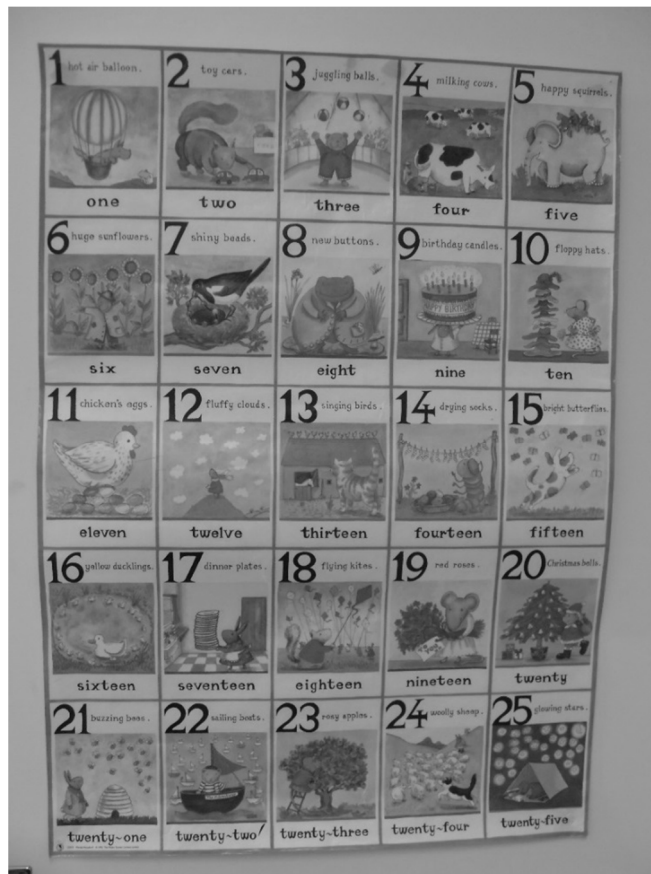 1 hot air balloon.
one
2 toy cars.
two
3 juggling balls.
three
4 milking cows.
four
5 happy squirrels.
five
6 huge sunflowers.
six
7 shiny beads.
seven
8 new buttons.
eight
9 birthday candles.
HAPPY BIRTHDAY
nine
10 floppy hats.
ten
11 chicken's eggs.
eleven
12 fluffy clouds.
twelve
13 singing birds.
thirteen
14 drying socks.
fourteen
15 bright butterflies.
fifteen
16 yellow ducklings.
sixteen
17 dinner plates.
seventeen
18 flying kites.
eighteen
19 red roses.
nineteen
20 Christmas bells.
twenty
21 buzzing bees.
twenty~one
22 sailing boats.
twenty~two
23 rosy apples.
twenty~three
24 woolly sheep.
twenty~four
25 glowing stars.
twenty~five